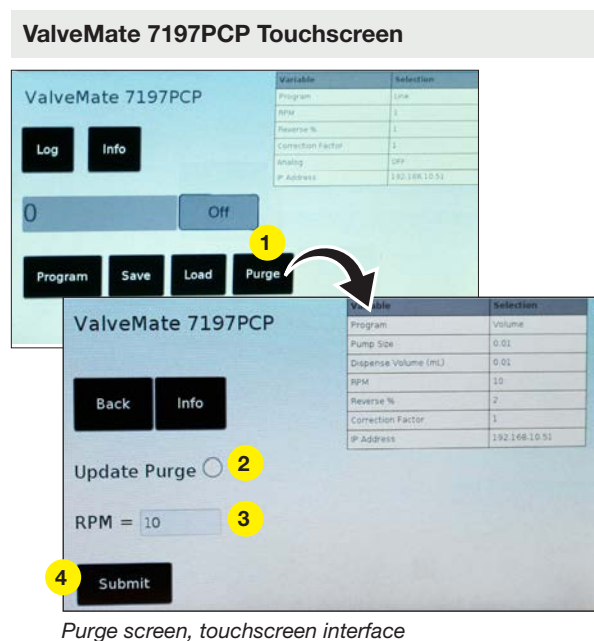 ValveMate 7197PCP Touchscreen
ValveMate 7197PCP
Variable Selection
Program Line
RPM 1
Reverse % 1
Correction Factor 1
Analog OFF
IP Address 192.168.10.51
Log Info
0 Off
1
Program Save Load Purge
ValveMate 7197PCP
Selection
Program Volume
Pump Size 0.01
Dispense Volume (mL) 0.01
RPM 10
Reverse % 2
Correction Factor 1
IP Address 192.168.10.51
Back Info
Update Purge 2
RPM = 10 3
4 Submit
Purge screen, touchscreen interface